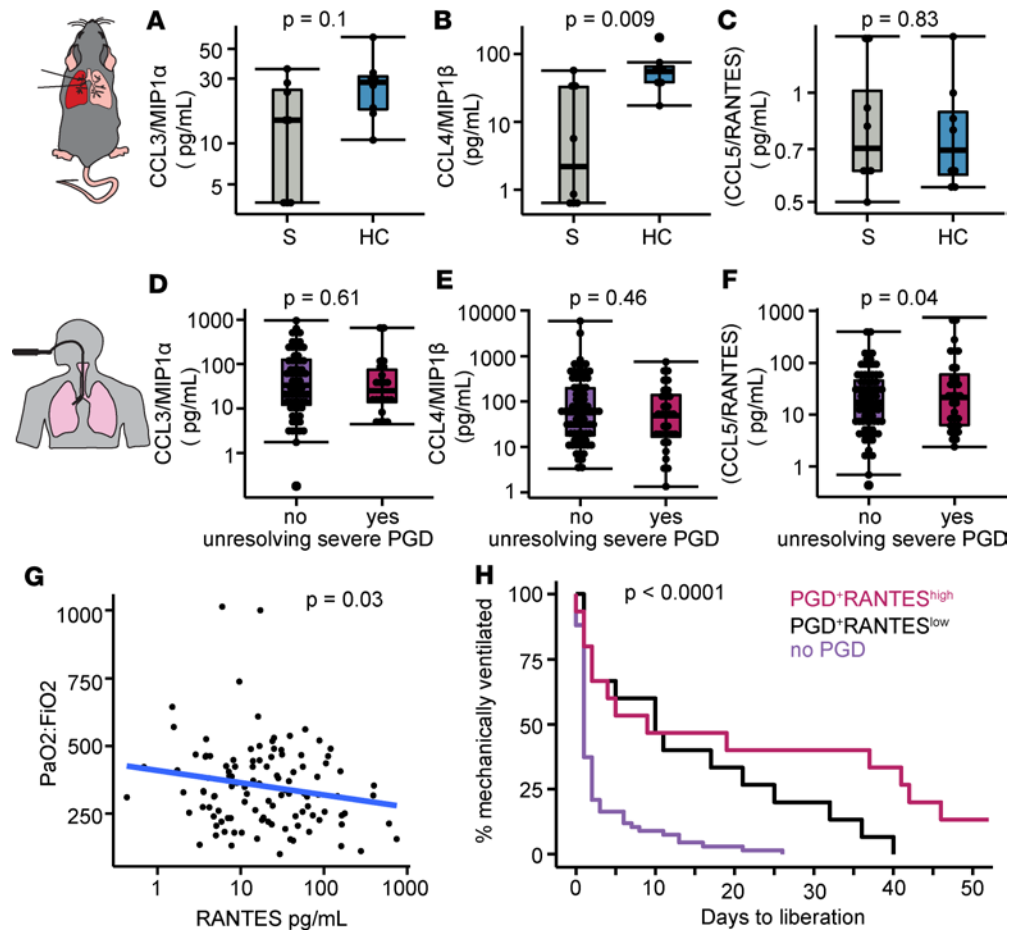 A
p = 0.1
CCL3/MIP1α
( pg/mL)
50
30
10
5
S
HC
B
p = 0.009
CCL4/MIP1β
(pg/mL)
100
10
1
S
HC
C
p = 0.83
(CCL5/RANTES)
( pg/mL)
1
0.7
0.5
S
HC
D
p = 0.61
CCL3/MIP1α
( pg/mL)
1000
100
10
1
no
yes
unresolving severe PGD
E
p = 0.46
CCL4/MIP1β
(pg/mL)
10000
1000
100
10
1
no
yes
unresolving severe PGD
F
p = 0.04
(CCL5/RANTES)
( pg/mL)
1000
100
10
1
no
yes
unresolving severe PGD
G
p = 0.03
PaO2:FiO2
1000
750
500
250
1
10
100
1000
RANTES pg/mL
H
p < 0.0001
PGD⁺RANTESʰⁱᵍʰ
PGD⁺RANTESˡᵒʷ
no PGD
% mechanically ventilated
100
75
50
25
0
0
10
20
30
40
50
Days to liberation